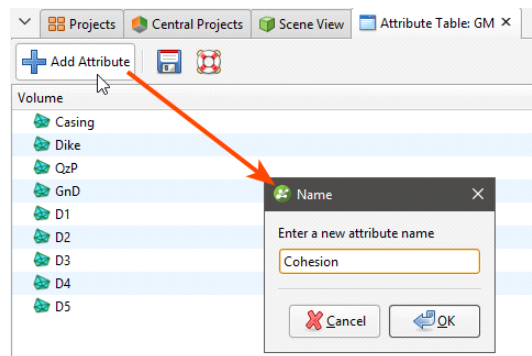 Projects Central Projects Scene View Attribute Table: GM
Add Attribute
Volume
Casing
Dike
QzP
GnD
D1
D2
D3
D4
D5
Name
Enter a new attribute name
Cohesion
Cancel OK